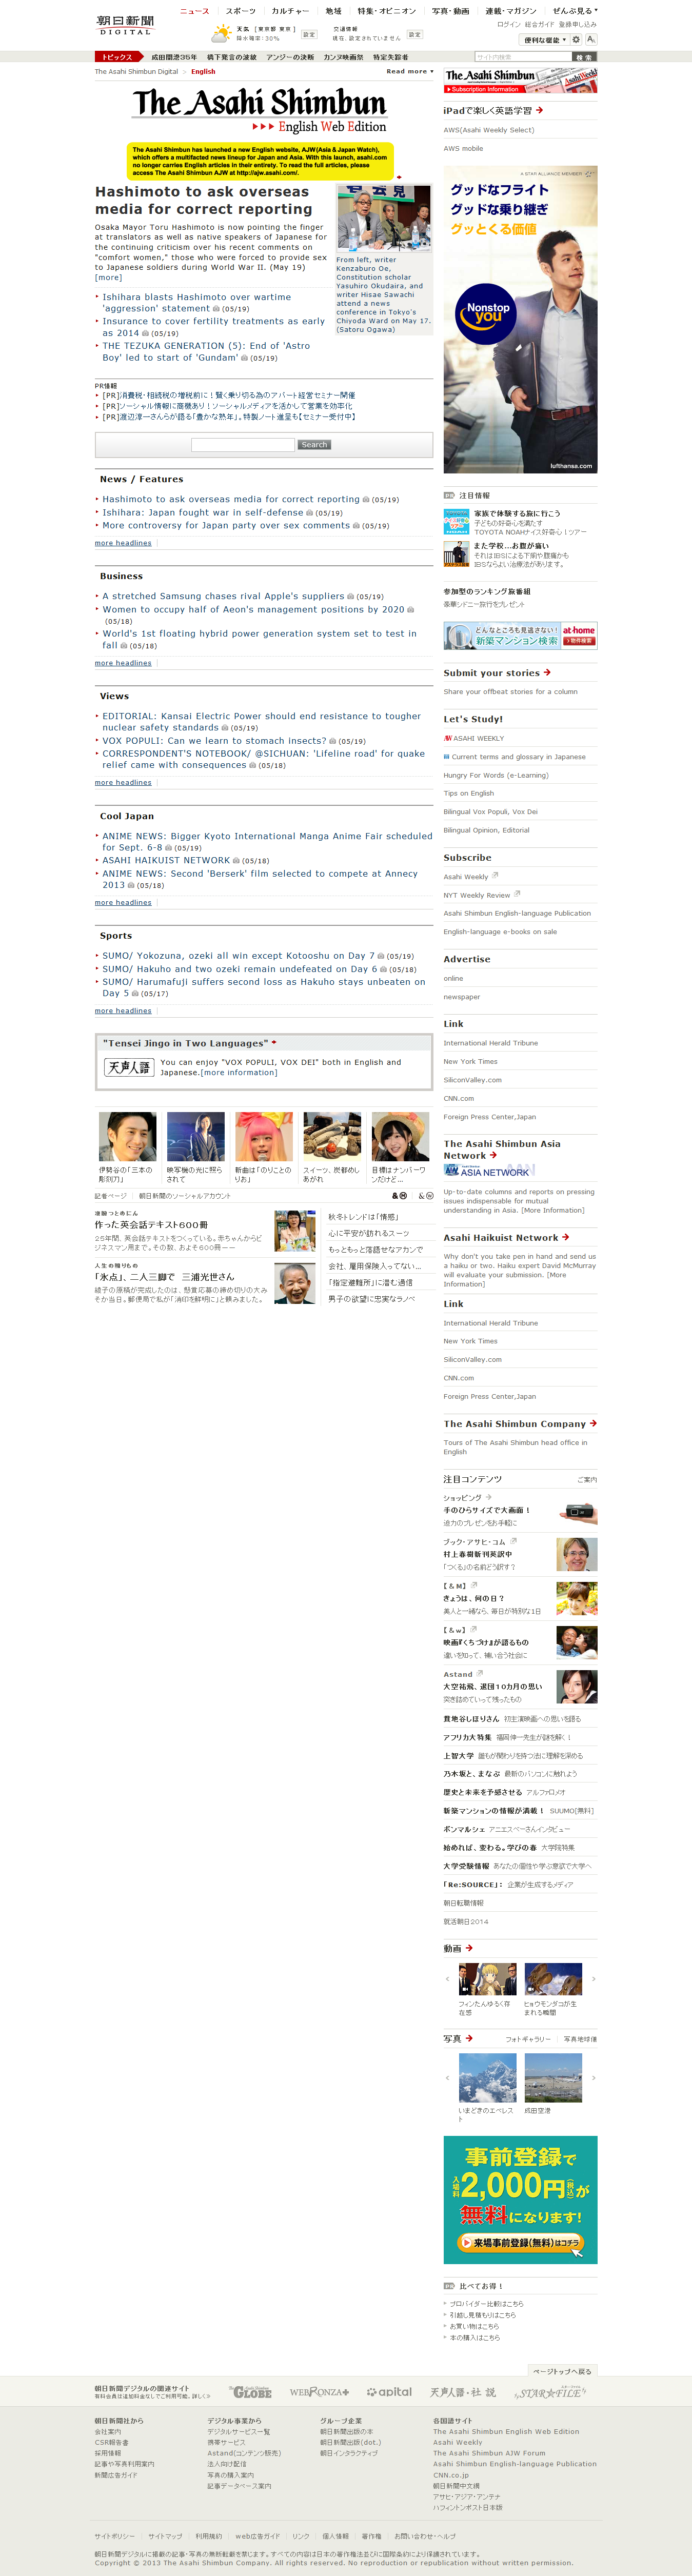 朝日新聞
DIGITAL
ニュース
スポーツ
カルチャー
地域
特集・オピニオン
写真・動画
連載・マガジン
ぜんぶ見る
ログイン 総合ガイド 登録申し込み
天気 [東京都 東京]
降水確率:30%
設定
交通情報
現在、設定されていません
設定
便利な機能
トピックス
成田闘港35年 橋下発言の波紋 アンジーの決断 カンヌ映画祭 特定失踪者
サイト内検索
検索
The Asahi Shimbun Digital > English
Read more
The Asahi Shimbun
English Web Edition
The Asahi Shimbun has launched a new English website, AJW(Asia & Japan Watch),
which offers a multifaceted news lineup for Japan and Asia. With this launch, asahi.com
no longer carries English articles in their entirety. To read the full articles, please
access The Asahi Shimbun AJW at http://ajw.asahi.com/.
Hashimoto to ask overseas
media for correct reporting
Osaka Mayor Toru Hashimoto is now pointing the finger
at translators as well as native speakers of Japanese for
the continuing criticism over his recent comments on
"comfort women," those who were forced to provide sex
to Japanese soldiers during World War II. (May 19)
[more]
From left, writer
Kenzaburo Oe,
Constitution scholar
Yasuhiro Okudaira, and
writer Hisae Sawachi
attend a news
conference in Tokyo's
Chiyoda Ward on May 17.
(Satoru Ogawa)
Ishihara blasts Hashimoto over wartime
'aggression' statement (05/19)
Insurance to cover fertility treatments as early
as 2014 (05/19)
THE TEZUKA GENERATION (5): End of 'Astro
Boy' led to start of 'Gundam' (05/19)
PR情報
[PR]消費税・相続税の増税前に!賢く乗り切る為のアパート経営セミナー開催
[PR]ソーシャル情報に商機あり!ソーシャルメディアを活かして営業を効率化
[PR]渡辺淳一さんらが語る「豊かな熟年」。特製ノート進呈も【セミナー受付中】
Search
News / Features
Hashimoto to ask overseas media for correct reporting (05/19)
Ishihara: Japan fought war in self-defense (05/19)
More controversy for Japan party over sex comments (05/19)
more headlines
Business
A stretched Samsung chases rival Apple's suppliers (05/19)
Women to occupy half of Aeon's management positions by 2020
(05/18)
World's 1st floating hybrid power generation system set to test in
fall (05/18)
more headlines
Views
EDITORIAL: Kansai Electric Power should end resistance to tougher
nuclear safety standards (05/19)
VOX POPULI: Can we learn to stomach insects? (05/19)
CORRESPONDENT'S NOTEBOOK/ @SICHUAN: 'Lifeline road' for quake
relief came with consequences (05/18)
more headlines
Cool Japan
ANIME NEWS: Bigger Kyoto International Manga Anime Fair scheduled
for Sept. 6-8 (05/19)
ASAHI HAIKUIST NETWORK (05/18)
ANIME NEWS: Second 'Berserk' film selected to compete at Annecy
2013 (05/18)
more headlines
Sports
SUMO/ Yokozuna, ozeki all win except Kotooshu on Day 7 (05/19)
SUMO/ Hakuho and two ozeki remain undefeated on Day 6 (05/18)
SUMO/ Harumafuji suffers second loss as Hakuho stays unbeaten on
Day 5 (05/17)
more headlines
"Tensei Jingo in Two Languages"
天声人語
You can enjoy "VOX POPULI, VOX DEI" both in English and
Japanese.[more information]
伊勢谷の「三本の
彫刻刀」
映写機の光に照ら
されて
新曲は「のりことの
りお」
スイーツ、炭都めし
あがれ
目標はナンバーワ
ンだけど…
記者ページ
朝日新聞のソーシャルアカウント
凄腕つとめにん
作った英会話テキスト600冊
25年間、英会話テキストをつくっている。赤ちゃんからビ
ジネスマン用まで。その数、およそ600冊――
人生の贈りもの
「氷点」、二人三脚で 三浦光世さん
綾子の原稿が完成したのは、懸賞応募の締め切りの大み
そか当日。郵便局で私が「消印を鮮明に」と頼みました。
秋冬トレンドは「情感」
心に平安が訪れるスーツ
もっともっと落語せなアカンで
会社、雇用保険入ってない…
「指定避難所」に潜む過信
男子の欲望に忠実なラノベ
The Asahi Shimbun Asahi Weekly
Subscription Information
iPadで楽しく英語学習
AWS(Asahi Weekly Select)
AWS mobile
A STAR ALLIANCE MEMBER
グッドなフライト
グッドな乗り継ぎ
グッとくる価値
Nonstop
you
lufthansa.com
注目情報
家族で体験する旅に行こう
子どもの好奇心を満たす
TOYOTA NOAHナイス好奇心!ツアー
また学校…お腹が痛い
それはIBSによる下痢や腹痛かも
IBSならよい治療法があります。
参加型のランキング旅番組
豪華シドニー旅行をプレゼント
どんなところも見逃さない!
新築マンション検索
at home
物件検索
Submit your stories
Share your offbeat stories for a column
Let's Study!
ASAHI WEEKLY
Current terms and glossary in Japanese
Hungry For Words (e-Learning)
Tips on English
Bilingual Vox Populi, Vox Dei
Bilingual Opinion, Editorial
Subscribe
Asahi Weekly
NYT Weekly Review
Asahi Shimbun English-language Publication
English-language e-books on sale
Advertise
online
newspaper
Link
International Herald Tribune
New York Times
SiliconValley.com
CNN.com
Foreign Press Center,Japan
The Asahi Shimbun Asia
Network
ASIA NETWORK
Up-to-date columns and reports on pressing
issues indispensable for mutual
understanding in Asia. [More Information]
Asahi Haikuist Network
Why don't you take pen in hand and send us
a haiku or two. Haiku expert David McMurray
will evaluate your submission. [More
Information]
Link
International Herald Tribune
New York Times
SiliconValley.com
CNN.com
Foreign Press Center,Japan
The Asahi Shimbun Company
Tours of The Asahi Shimbun head office in
English
注目コンテンツ
ご案内
ショッピング
手のひらサイズで大画面!
迫力のプレゼンをお手軽に
ブック・アサヒ・コム
村上春樹新刊英訳中
「つくる」の名前どう訳す?
【&M】
きょうは、何の日?
美人と一緒なら、毎日が特別な1日
【&w】
映画『くちづけ』が語るもの
違いを知って、補い合う社会に
Astand
大空祐飛、退団10カ月の思い
突き詰めていって残ったもの
貫地谷しほりさん 初主演映画への思いを語る
アフリカ大特集 福岡伸一先生が謎を解く!
上智大学 誰もが関わりを持つ法に理解を深める
乃木坂と、まなぶ 最新のパソコンに触れよう
歴史と未来を予感させる アルファロメオ
新築マンションの情報が満載! SUUMO[無料]
ボンマルシェ アニエスベーさんインタビュー
始めれば、変わる。学びの春 大学院特集
大学受験情報 あなたの個性や学ぶ意欲で大学へ
「Re:SOURCE」: 企業が生成するメディア
朝日転職情報
就活朝日2014
動画
フィンたんゆるく存
在感
ヒョウモンダコが生
まれる瞬間
写真
フォトギャラリー
写真地球儀
いまどきのエベレス
ト
成田空港
事前登録で
入場料
2,000円(税込)
が無料!
来場事前登録(無料)はコチラ
比べてお得!
プロバイダー比較はこちら
引越し見積もりはこちら
お買い物はこちら
本の購入はこちら
ページトップへ戻る
朝日新聞デジタルの関連サイト
有料会員は追加料金なしでご利用可能。詳しく≫
GLOBE
WEBRONZA+
apital
天声人語・社説
STAR☆FILE
朝日新聞社から
会社案内
CSR報告書
採用情報
記事や写真利用案内
新聞広告ガイド
デジタル事業から
デジタルサービス一覧
携帯サービス
Astand(コンテンツ販売)
法人向け配信
写真の購入案内
記事データベース案内
グループ企業
朝日新聞出版の本
朝日新聞出版(dot.)
朝日インタラクティブ
各国語サイト
The Asahi Shimbun English Web Edition
Asahi Weekly
The Asahi Shimbun AJW Forum
Asahi Shimbun English-language Publication
CNN.co.jp
朝日新聞中文網
アサヒ・アジア・アンテナ
ハフィントンポスト日本版
サイトポリシー
サイトマップ
利用規約
web広告ガイド
リンク
個人情報
著作権
お問い合わせ・ヘルプ
朝日新聞デジタルに掲載の記事・写真の無断転載を禁じます。すべての内容は日本の著作権法並びに国際条約により保護されています。
Copyright © 2013 The Asahi Shimbun Company. All rights reserved. No reproduction or republication without written permission.